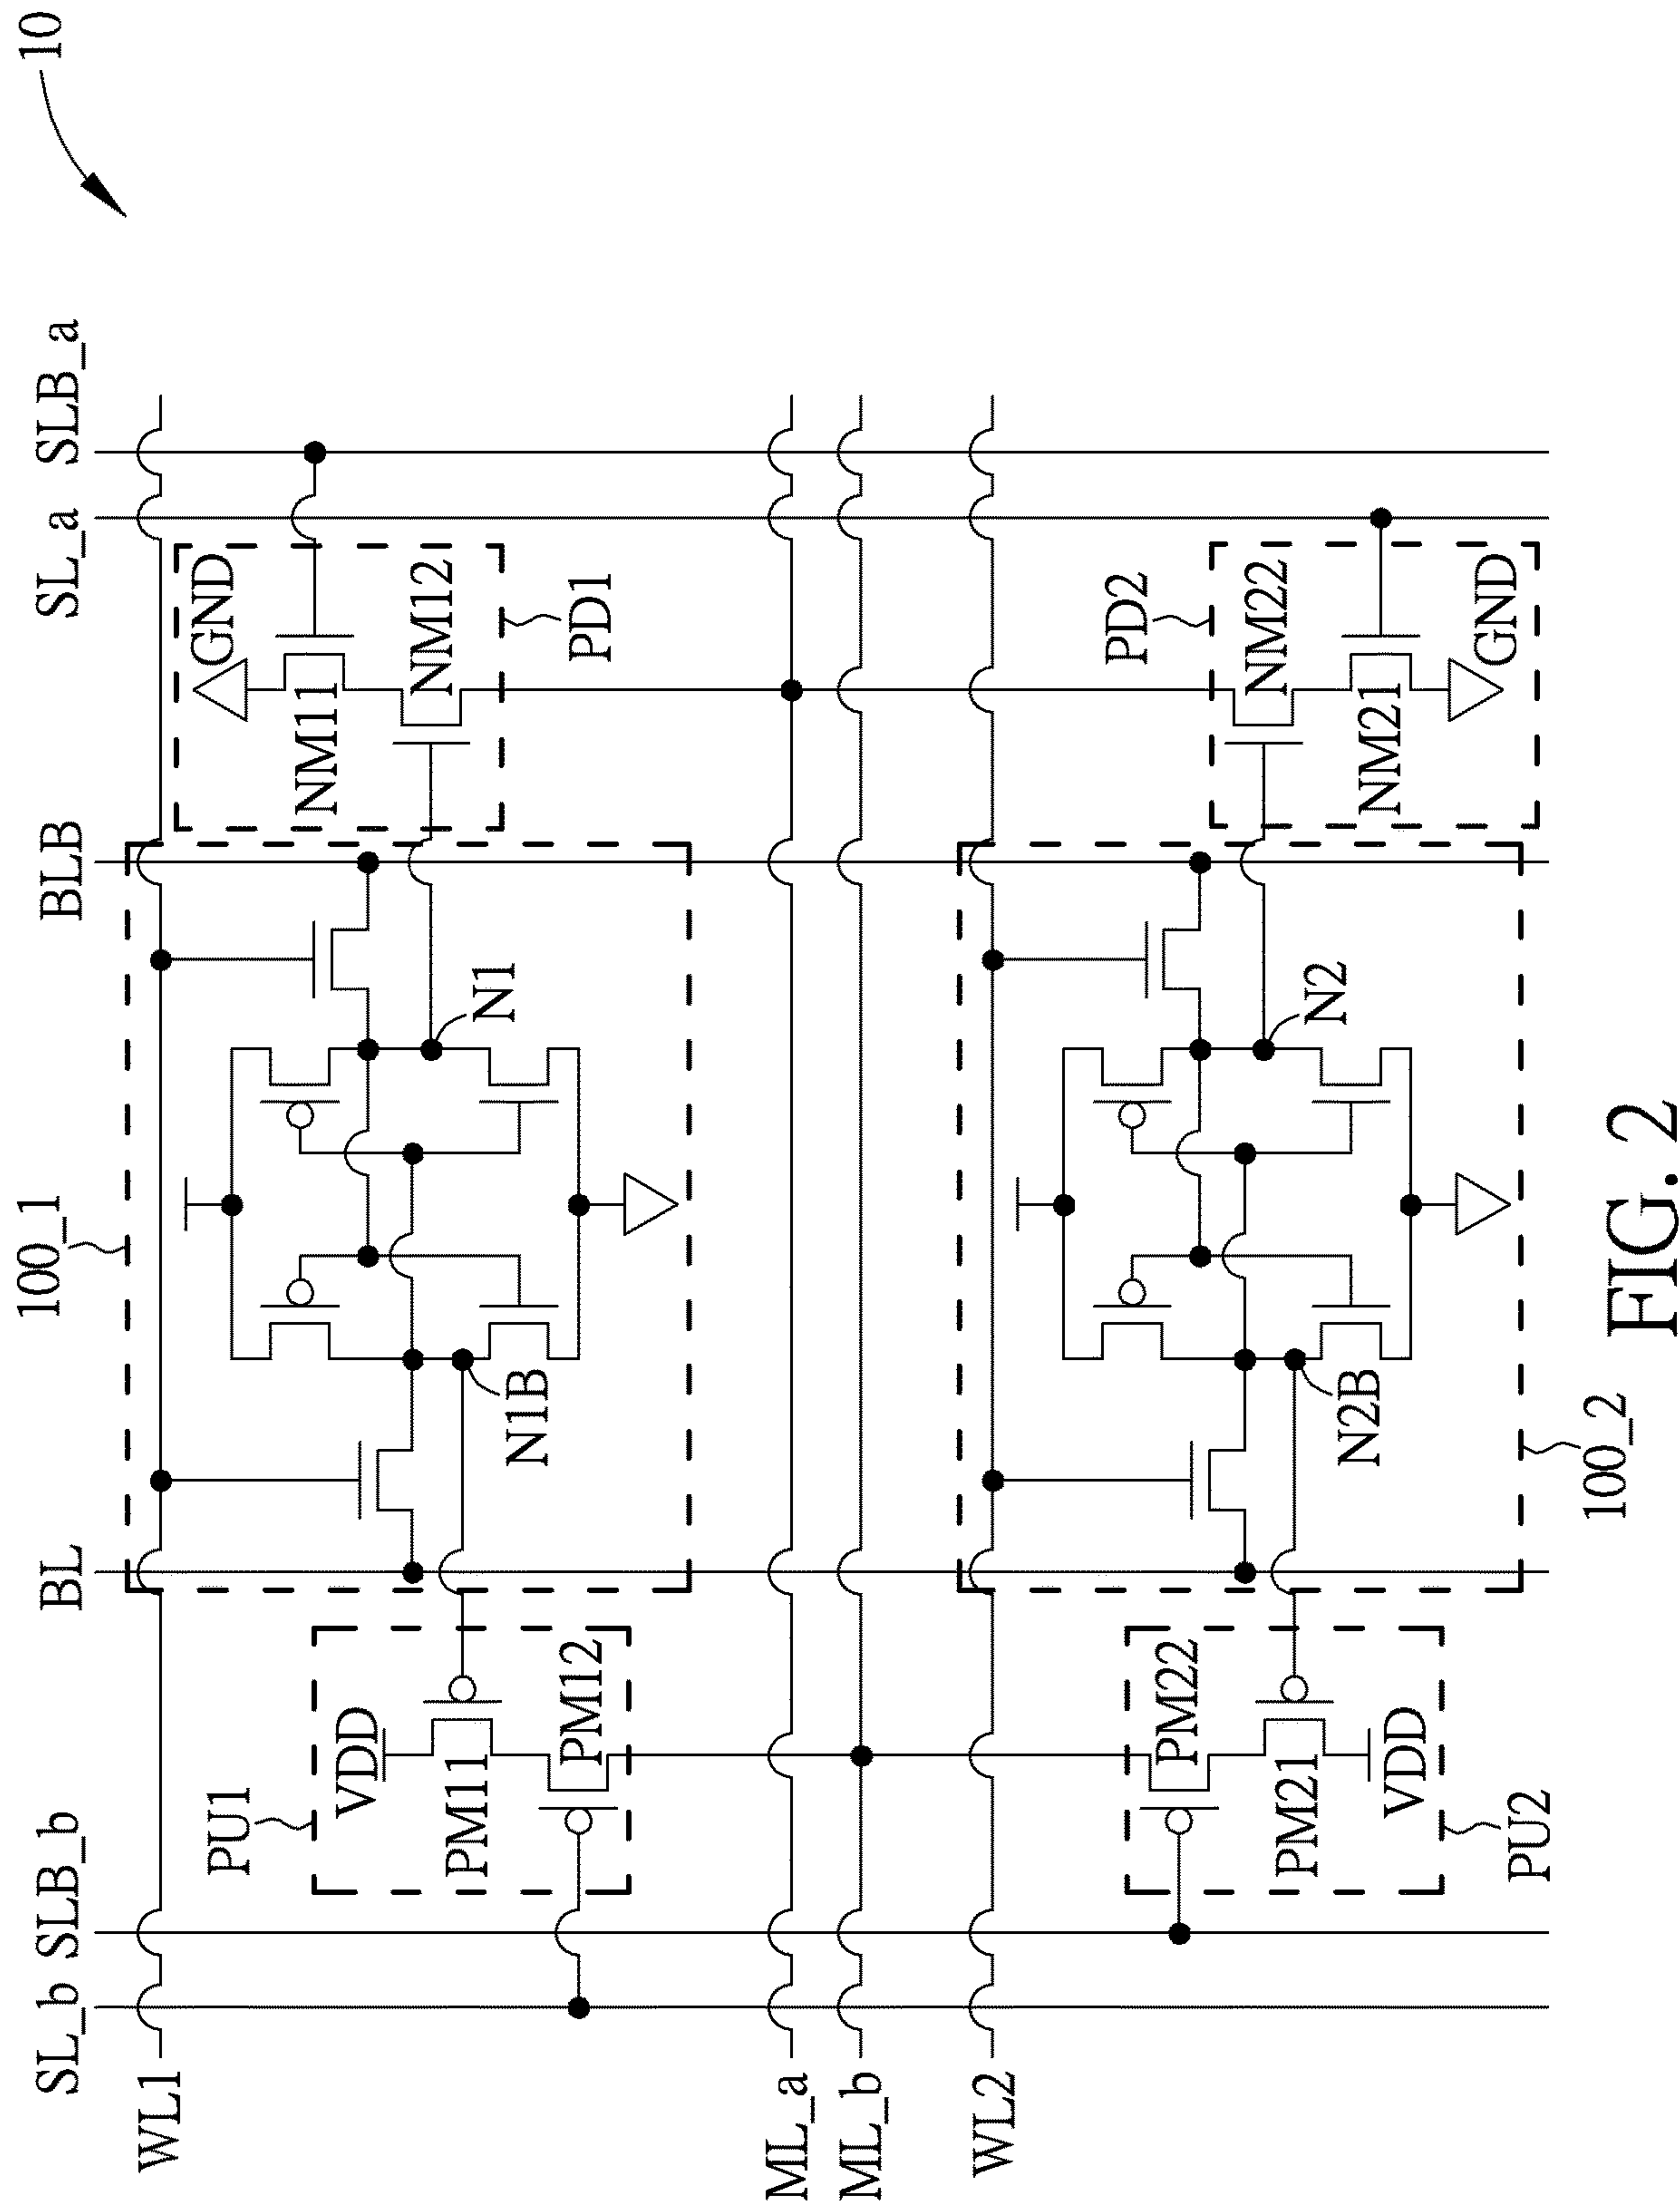 10
SL_b
SLB_b
BL
BLB
SL_a
SLB_a
WL1
100_1
PU1
VDD
PM11
PM12
N1B
N1
GND
NM11
NM12
PD1
ML_a
ML_b
WL2
PM22
PM21
VDD
PU2
N2B
N2
PD2
NM22
NM21
GND
100_2
FIG. 2